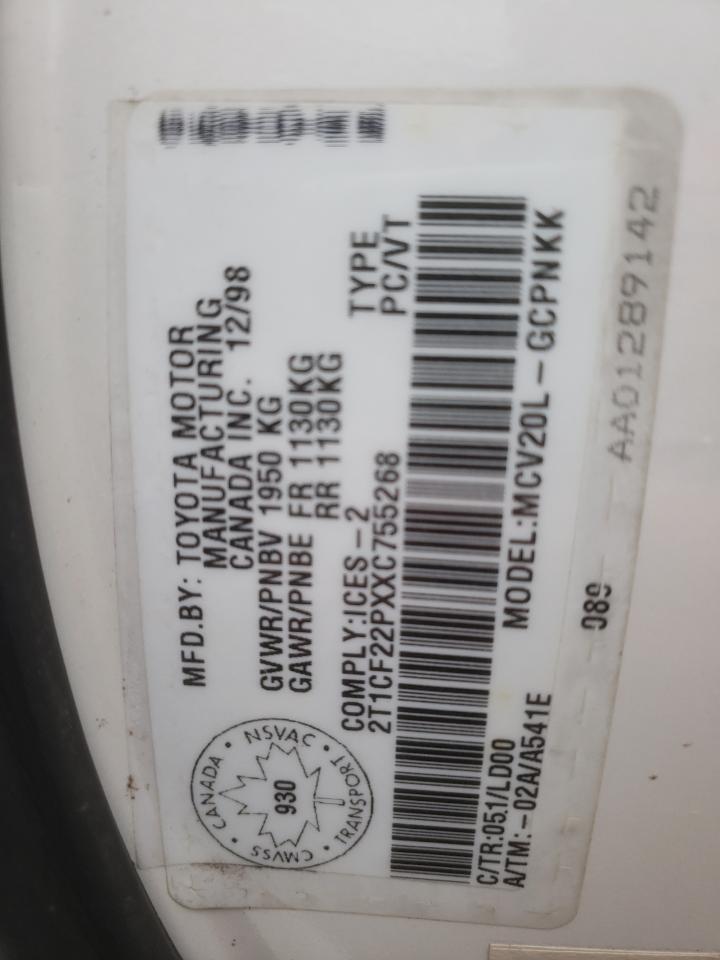 MFD.BY: TOYOTA MOTOR
MANUFACTURING
CANADA INC. 12/98
GVWR/PNBV 1950 KG
GAWR/PNBE FR 1130KG
RR 1130KG
COMPLY:ICES-2 TYPE
2T1CF22PXXC755268 PC/VT
C/TR:051/LD00 MODEL:MCV20L-GCPNKK
A/TM:-02A/A541E
089 AA01289142
CANADA • NSVAC • TRANSPORT • CMVSS •
930